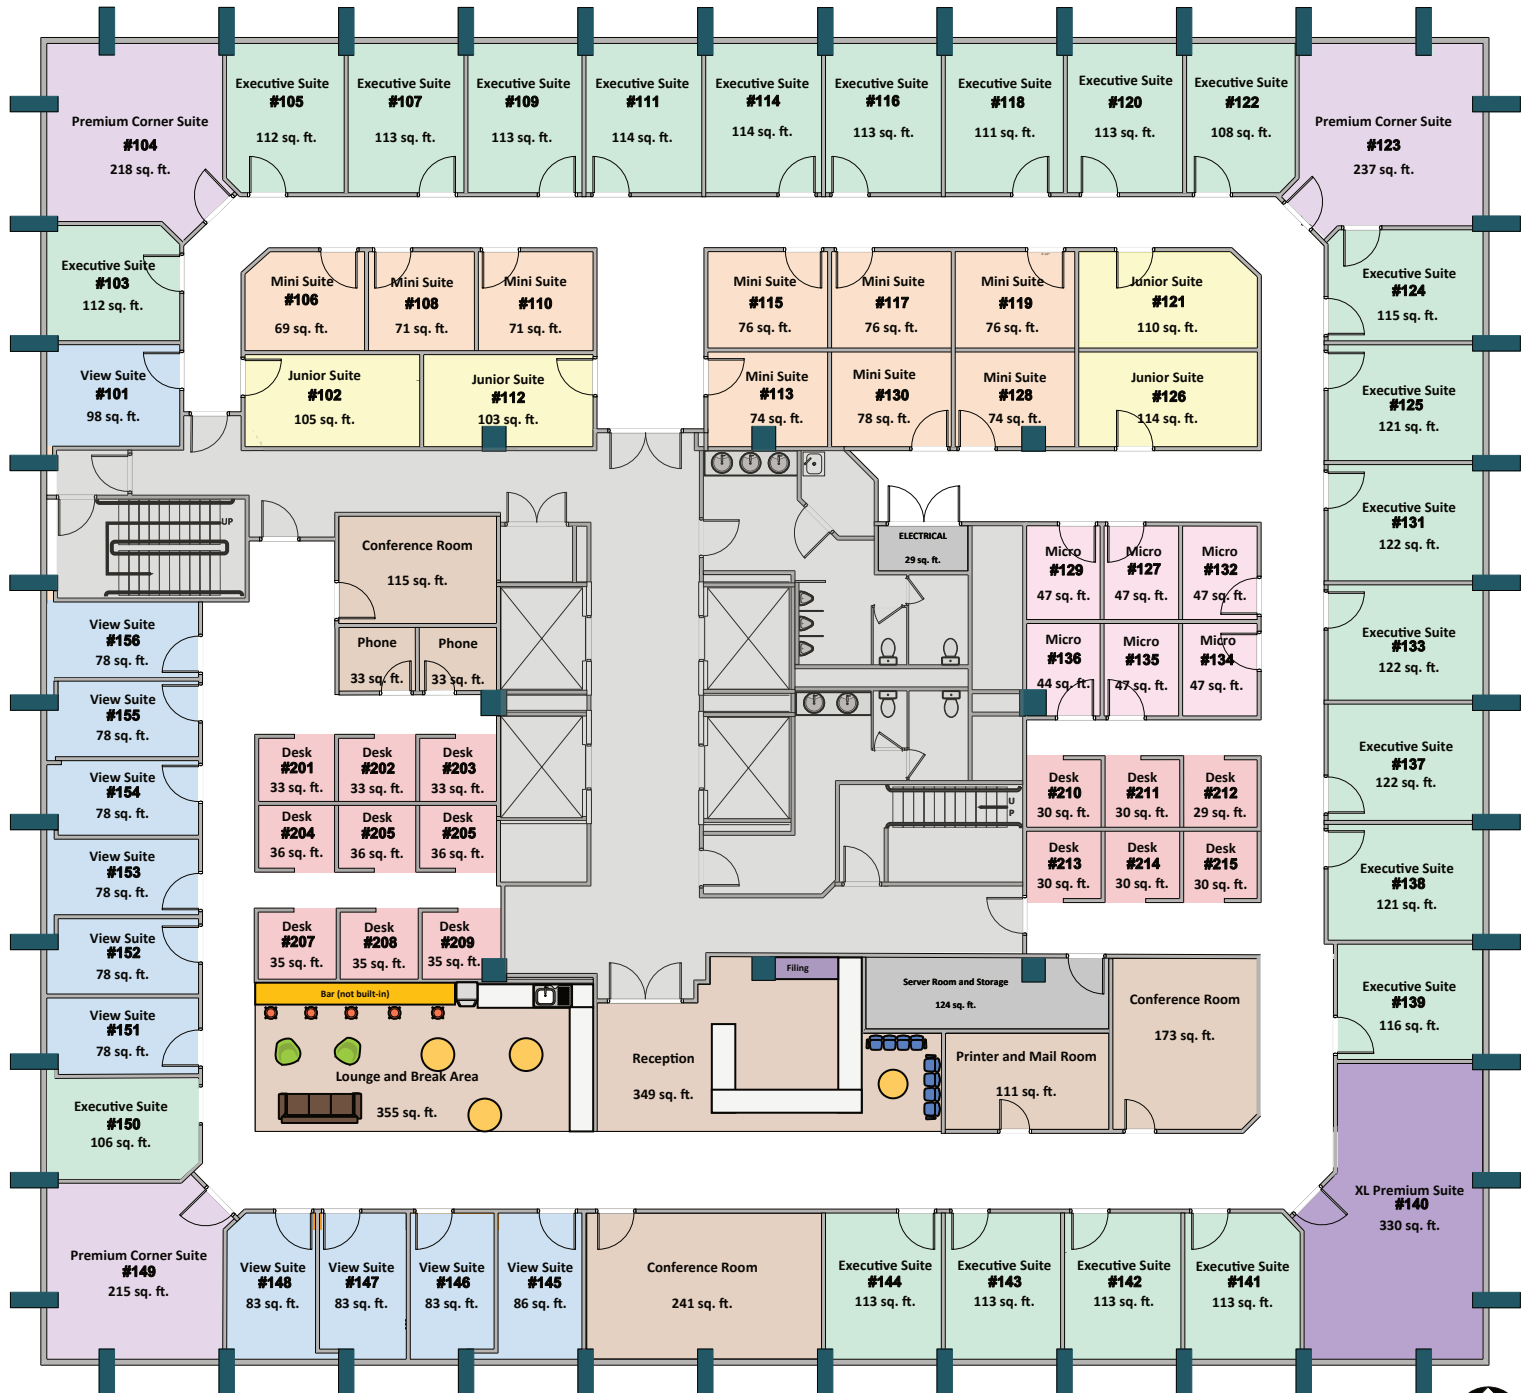 Premium Corner Suite
#104
218 sq. ft.
Executive Suite
#105
112 sq. ft.
Executive Suite
#107
113 sq. ft.
Executive Suite
#109
113 sq. ft.
Executive Suite
#111
114 sq. ft.
Executive Suite
#114
114 sq. ft.
Executive Suite
#116
113 sq. ft.
Executive Suite
#118
111 sq. ft.
Executive Suite
#120
113 sq. ft.
Executive Suite
#122
108 sq. ft.
Premium Corner Suite
#123
237 sq. ft.
Executive Suite
#103
112 sq. ft.
Mini Suite
#106
69 sq. ft.
Mini Suite
#108
71 sq. ft.
Mini Suite
#110
71 sq. ft.
Mini Suite
#115
76 sq. ft.
Mini Suite
#117
76 sq. ft.
Mini Suite
#119
76 sq. ft.
Junior Suite
#121
110 sq. ft.
Executive Suite
#124
115 sq. ft.
View Suite
#101
98 sq. ft.
Junior Suite
#102
105 sq. ft.
Junior Suite
#112
103 sq. ft.
Mini Suite
#113
74 sq. ft.
Mini Suite
#130
78 sq. ft.
Mini Suite
#128
74 sq. ft.
Junior Suite
#126
114 sq. ft.
Executive Suite
#125
121 sq. ft.
UP
Conference Room
115 sq. ft.
ELECTRICAL
29 sq. ft.
Micro
#129
47 sq. ft.
Micro
#127
47 sq. ft.
Micro
#132
47 sq. ft.
Executive Suite
#131
122 sq. ft.
View Suite
#156
78 sq. ft.
Phone
33 sq. ft.
Phone
33 sq. ft.
Micro
#136
44 sq. ft.
Micro
#135
47 sq. ft.
Micro
#134
47 sq. ft.
Executive Suite
#133
122 sq. ft.
View Suite
#155
78 sq. ft.
Desk
#201
33 sq. ft.
Desk
#202
33 sq. ft.
Desk
#203
33 sq. ft.
Desk
#210
30 sq. ft.
Desk
#211
30 sq. ft.
Desk
#212
29 sq. ft.
Executive Suite
#137
122 sq. ft.
View Suite
#154
78 sq. ft.
Desk
#204
36 sq. ft.
Desk
#205
36 sq. ft.
Desk
#205
36 sq. ft.
U
P
Desk
#213
30 sq. ft.
Desk
#214
30 sq. ft.
Desk
#215
30 sq. ft.
Executive Suite
#138
121 sq. ft.
View Suite
#153
78 sq. ft.
View Suite
#152
78 sq. ft.
Desk
#207
35 sq. ft.
Desk
#208
35 sq. ft.
Desk
#209
35 sq. ft.
Bar (not built-in)
Filing
Server Room and Storage
124 sq. ft.
Conference Room
173 sq. ft.
Executive Suite
#139
116 sq. ft.
View Suite
#151
78 sq. ft.
Lounge and Break Area
355 sq. ft.
Reception
349 sq. ft.
Printer and Mail Room
111 sq. ft.
Executive Suite
#150
106 sq. ft.
XL Premium Suite
#140
330 sq. ft.
Premium Corner Suite
#149
215 sq. ft.
View Suite
#148
83 sq. ft.
View Suite
#147
83 sq. ft.
View Suite
#146
83 sq. ft.
View Suite
#145
86 sq. ft.
Conference Room
241 sq. ft.
Executive Suite
#144
113 sq. ft.
Executive Suite
#143
113 sq. ft.
Executive Suite
#142
113 sq. ft.
Executive Suite
#141
113 sq. ft.